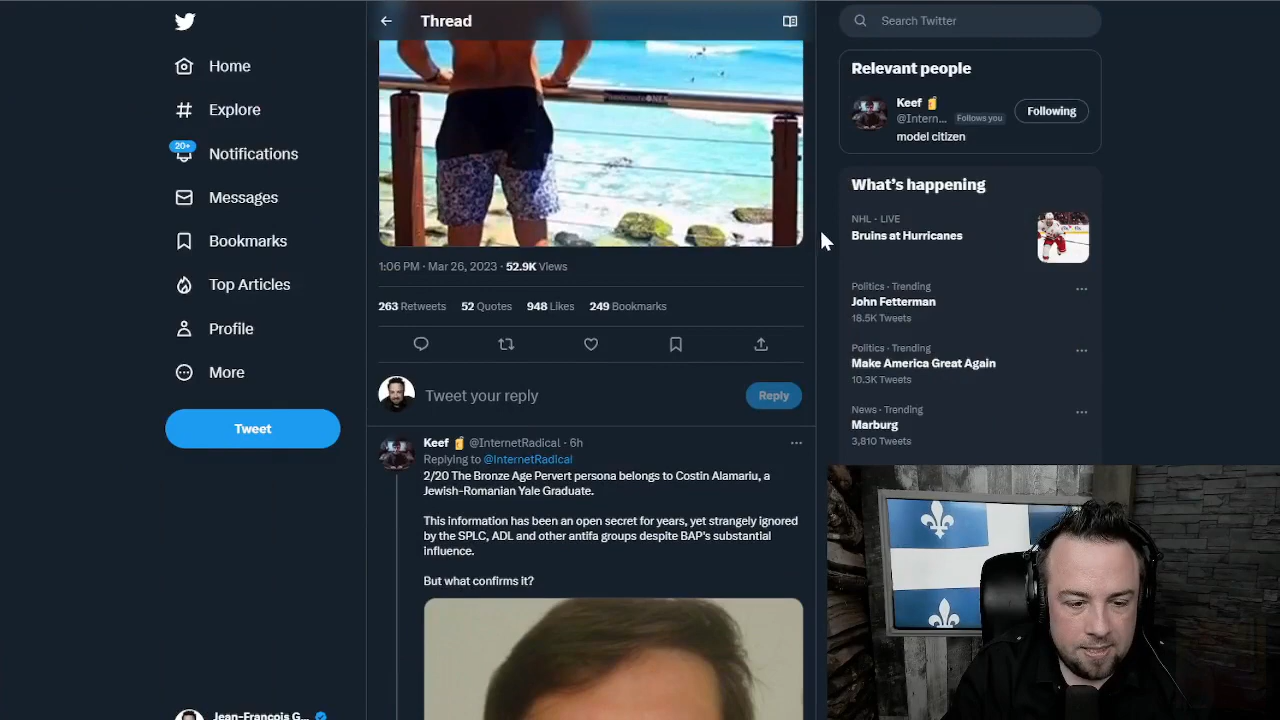 Home
Explore
20+
Notifications
Messages
Bookmarks
Top Articles
Profile
More
Tweet
Jean-Francois G...
Thread
1:06 PM · Mar 26, 2023 · 52.9K Views
263 Retweets 52 Quotes 948 Likes 249 Bookmarks
Tweet your reply
Reply
Keef @InternetRadical · 6h
Replying to @InternetRadical
2/20 The Bronze Age Pervert persona belongs to Costin Alamariu, a
Jewish-Romanian Yale Graduate.
This information has been an open secret for years, yet strangely ignored
by the SPLC, ADL and other antifa groups despite BAP's substantial
influence.
But what confirms it?
Search Twitter
Relevant people
Keef
@Intern... Follows you
Following
model citizen
What's happening
NHL · LIVE
Bruins at Hurricanes
Politics · Trending
John Fetterman
18.5K Tweets
Politics · Trending
Make America Great Again
10.3K Tweets
News · Trending
Marburg
3,810 Tweets